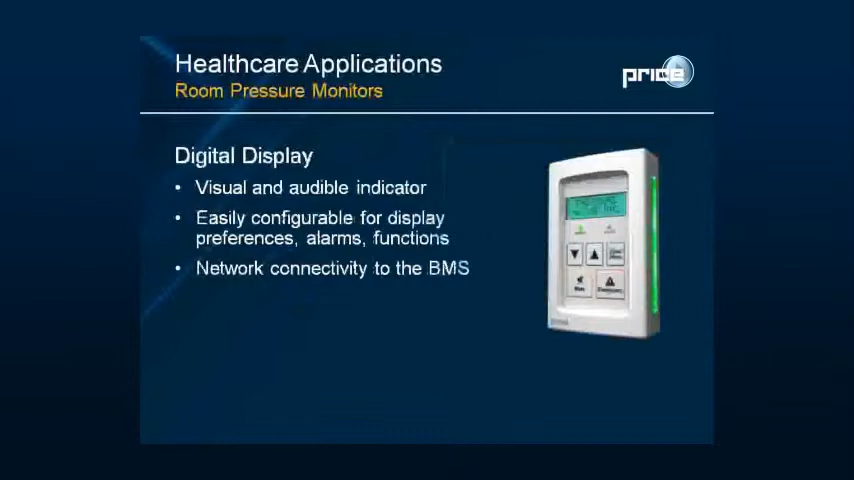 Healthcare Applications
Room Pressure Monitors
price
Digital Display
• Visual and audible indicator
• Easily configurable for display
preferences, alarms, functions
• Network connectivity to the BMS